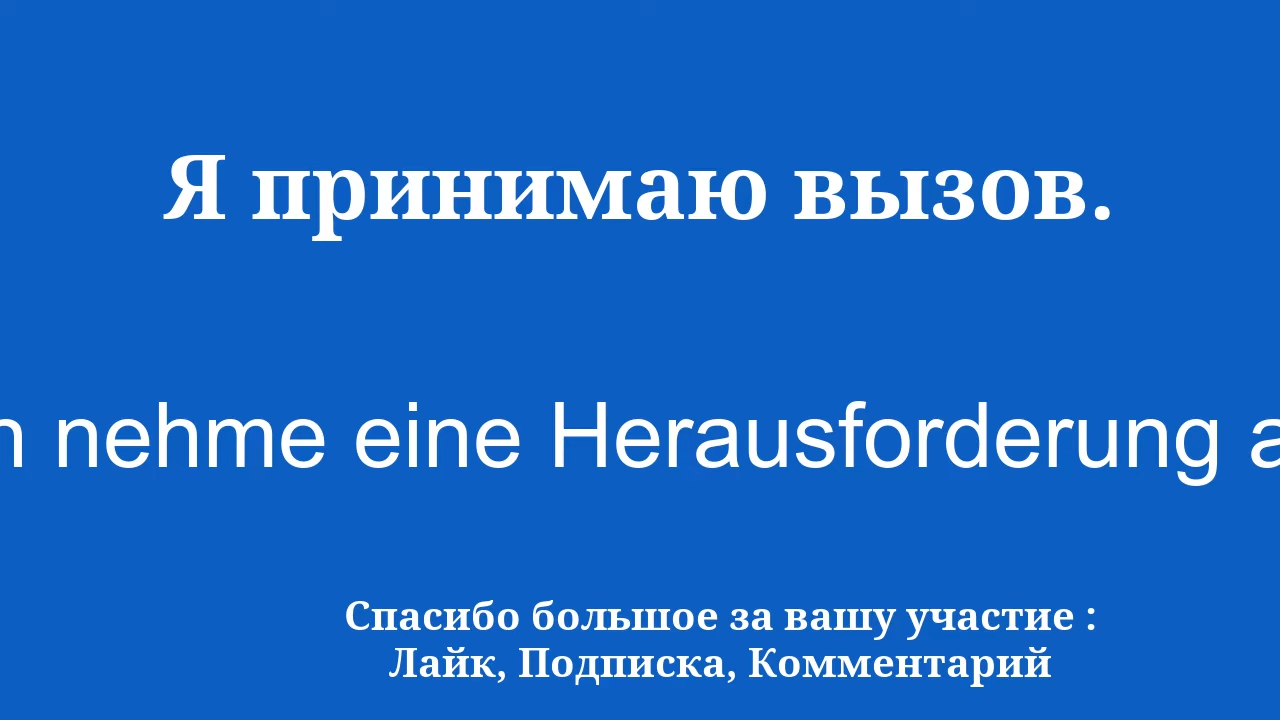 Я принимаю вызов.
nehme eine Herausforderung
Спасибо большое за вашу участие :
Лайк, Подписка, Комментарий